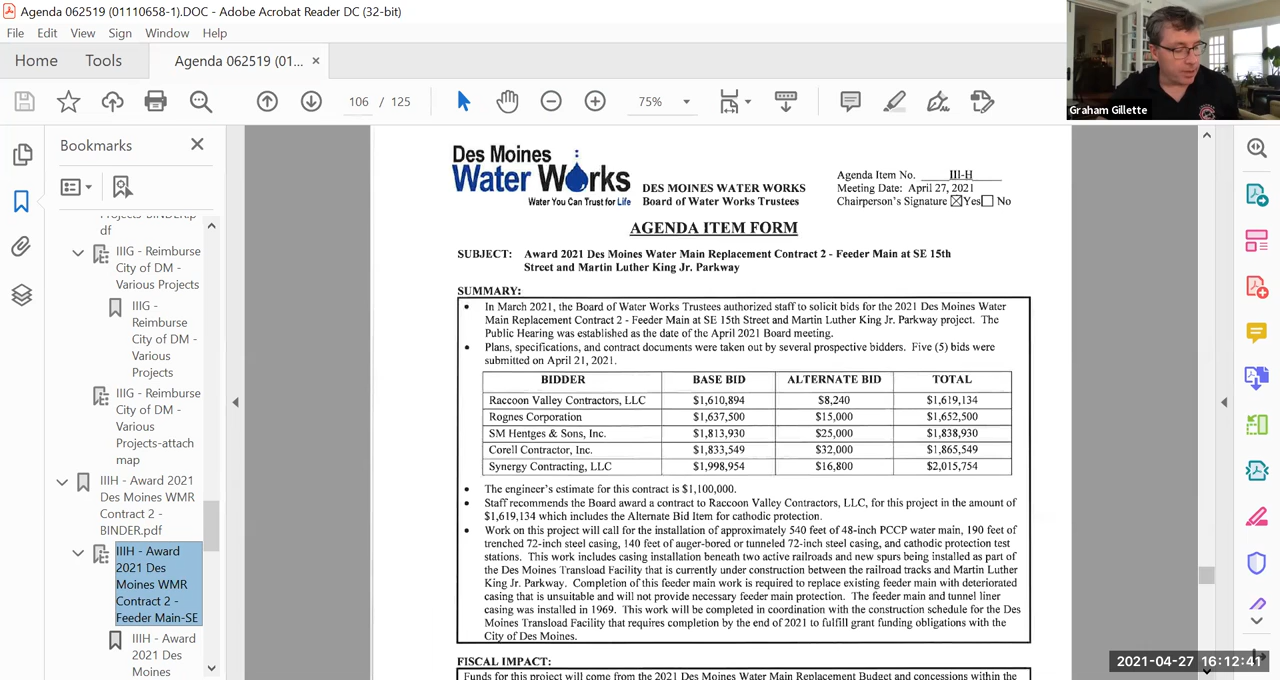 Agenda 062519 (01110658-1).DOC - Adobe Acrobat Reader DC (32-bit)
File Edit View Sign Window Help
Home Tools Agenda 062519 (01... ×
106 / 125 75%
Graham Gillette
Bookmarks
Projects-BINDER.p
df
IIIG - Reimburse
City of DM -
Various Projects
IIIG -
Reimburse
City of DM -
Various
Projects
IIIG - Reimburse
City of DM -
Various
Projects-attach
map
IIIH - Award 2021
Des Moines WMR
Contract 2 -
BINDER.pdf
IIIH - Award
2021 Des
Moines WMR
Contract 2 -
Feeder Main-SE
IIIH - Award
2021 Des
Moines
Des Moines
Water Works
Water You Can Trust for Life
DES MOINES WATER WORKS
Board of Water Works Trustees
Agenda Item No. III-H
Meeting Date: April 27, 2021
Chairperson's Signature ☒Yes☐ No
AGENDA ITEM FORM
SUBJECT: Award 2021 Des Moines Water Main Replacement Contract 2 - Feeder Main at SE 15th
Street and Martin Luther King Jr. Parkway
SUMMARY:
• In March 2021, the Board of Water Works Trustees authorized staff to solicit bids for the 2021 Des Moines Water
Main Replacement Contract 2 - Feeder Main at SE 15th Street and Martin Luther King Jr. Parkway project. The
Public Hearing was established as the date of the April 2021 Board meeting.
• Plans, specifications, and contract documents were taken out by several prospective bidders. Five (5) bids were
submitted on April 21, 2021.
BIDDER BASE BID ALTERNATE BID TOTAL
Raccoon Valley Contractors, LLC $1,610,894 $8,240 $1,619,134
Rognes Corporation $1,637,500 $15,000 $1,652,500
SM Hentges & Sons, Inc. $1,813,930 $25,000 $1,838,930
Corell Contractor, Inc. $1,833,549 $32,000 $1,865,549
Synergy Contracting, LLC $1,998,954 $16,800 $2,015,754
• The engineer's estimate for this contract is $1,100,000.
• Staff recommends the Board award a contract to Raccoon Valley Contractors, LLC, for this project in the amount of
$1,619,134 which includes the Alternate Bid Item for cathodic protection.
• Work on this project will call for the installation of approximately 540 feet of 48-inch PCCP water main, 190 feet of
trenched 72-inch steel casing, 140 feet of auger-bored or tunneled 72-inch steel casing, and cathodic protection test
stations. This work includes casing installation beneath two active railroads and new spurs being installed as part of
the Des Moines Transload Facility that is currently under construction between the railroad tracks and Martin Luther
King Jr. Parkway. Completion of this feeder main work is required to replace existing feeder main with deteriorated
casing that is unsuitable and will not provide necessary feeder main protection. The feeder main and tunnel liner
casing was installed in 1969. This work will be completed in coordination with the construction schedule for the Des
Moines Transload Facility that requires completion by the end of 2021 to fulfill grant funding obligations with the
City of Des Moines.
FISCAL IMPACT:
Funds for this project will come from the 2021 Des Moines Water Main Replacement Budget and concessions within the
2021-04-27 16:12:41